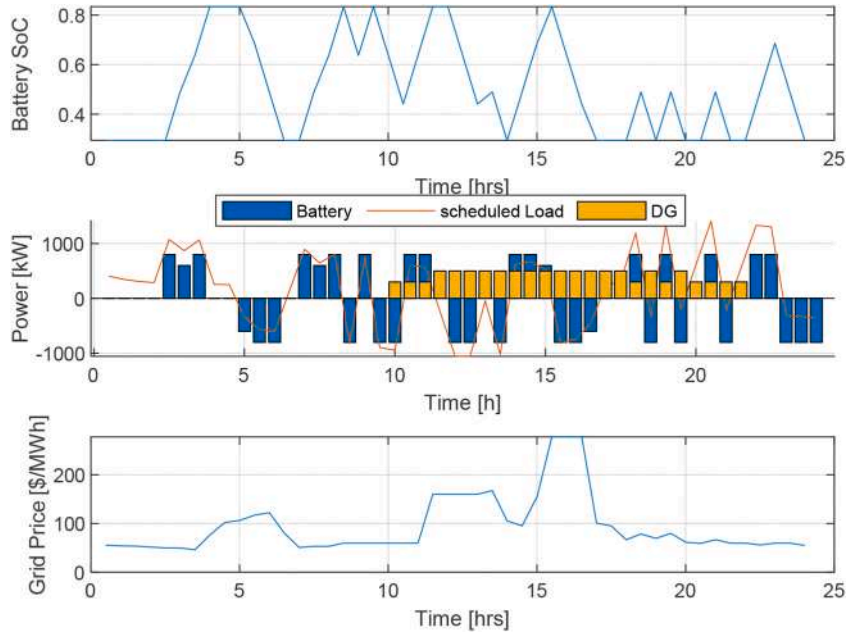 Battery SoC
0.8
0.6
0.4
0 5 10 15 20 25
Time [hrs]
Battery scheduled Load DG
Power [kW]
1000
0
-1000
0 5 10 15 20
Time [h]
Grid Price [$/MWh]
200
100
0
0 5 10 15 20 25
Time [hrs]